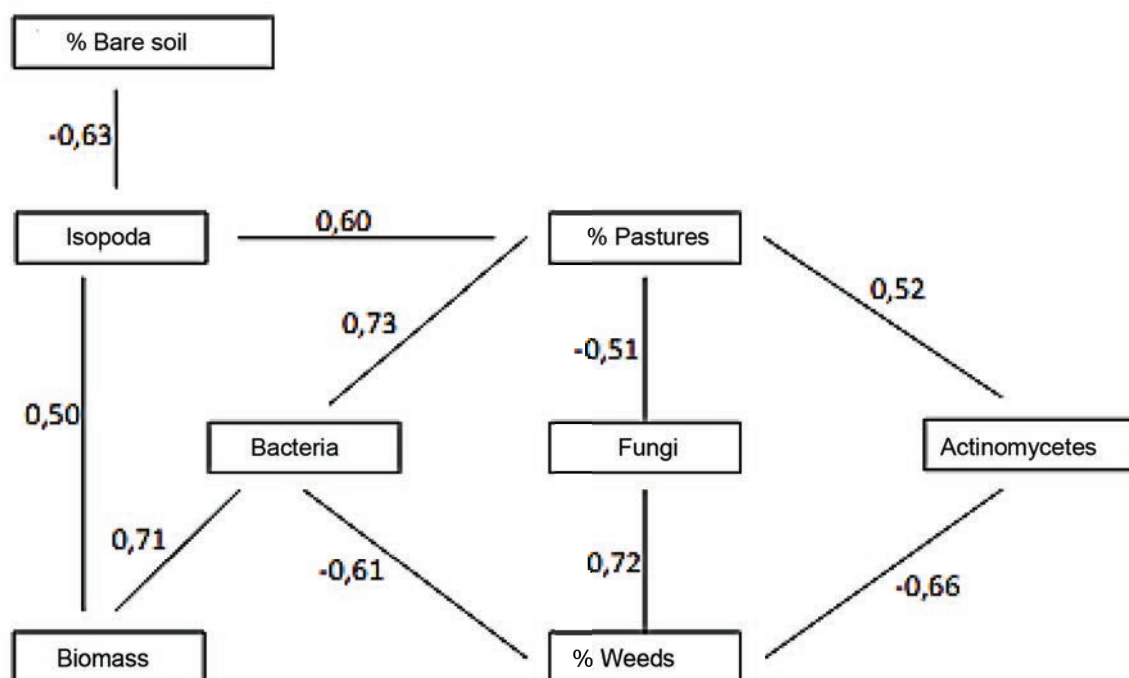 % Bare soil
-0,63
Isopoda
0,60
% Pastures
0,52
0,73
-0,51
0,50
Bacteria
Fungi
Actinomycetes
0,71
-0,61
0,72
-0,66
Biomass
% Weeds